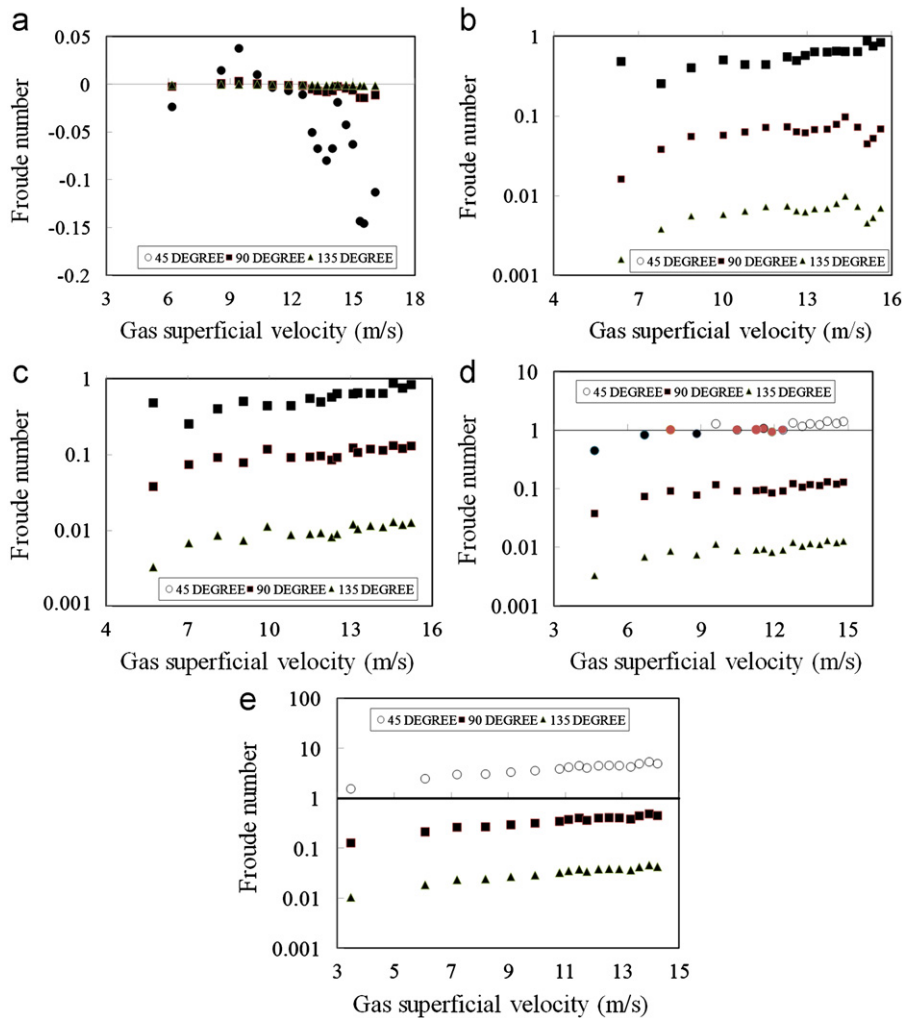 a
0.05
0
-0.05
-0.1
-0.15
-0.2
Froude number
45 DEGREE 90 DEGREE 135 DEGREE
3 6 9 12 15 18
Gas superficial velocity (m/s)
b
1
0.1
0.01
0.001
Froude number
45 DEGREE 90 DEGREE 135 DEGREE
6 8 10 12 14 16
Gas superficial velocity (m/s)
c
1
0.1
0.01
0.001
Froude number
45 DEGREE 90 DEGREE 135 DEGREE
4 7 10 13 16
Gas superficial velocity (m/s)
d
10
1
0.1
0.01
0.001
Froude number
45 DEGREE 90 DEGREE 135 DEGREE
3 6 9 12 15
Gas superficial velocity (m/s)
e
100
10
1
0.1
0.01
0.001
Froude number
45 DEGREE 90 DEGREE 135 DEGREE
3 5 7 9 11 13 15
Gas superficial velocity (m/s)